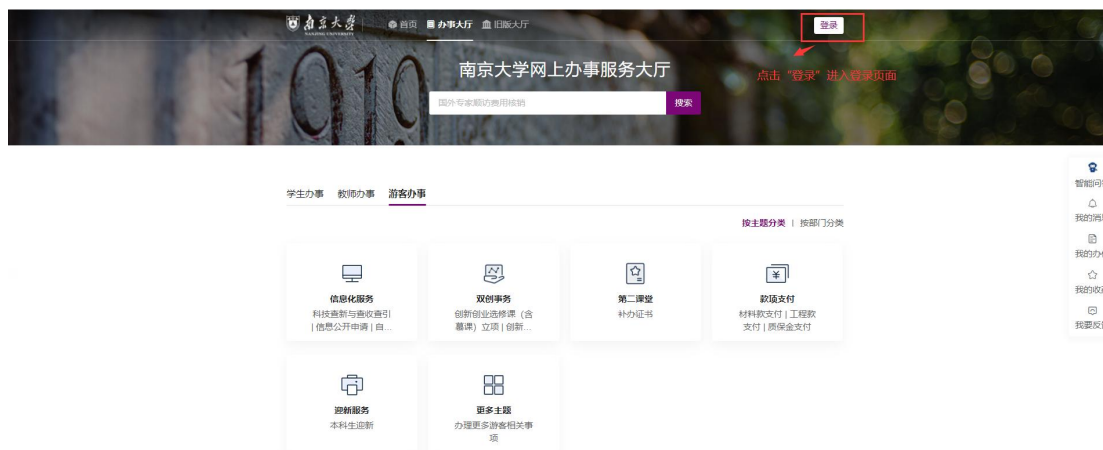 南京大学
NANJING UNIVERSITY
首页
办事大厅
旧版大厅
登录
点击“登录”进入登录页面
1919
南京大学网上办事服务大厅
国外专家顺访费用核销
搜索
学生办事
教师办事
游客办事
按主题分类 | 按部门分类
信息化服务
科技查新与查收查引
| 信息公开申请 | 自...
双创事务
创新创业选修课（含
慕课）立项 | 创新...
第二课堂
补办证书
款项支付
材料款支付 | 工程款
支付 | 质保金支付
迎新服务
本科生迎新
更多主题
办理更多游客相关事
项
智能问
我的消
我的办
我的收
我要反